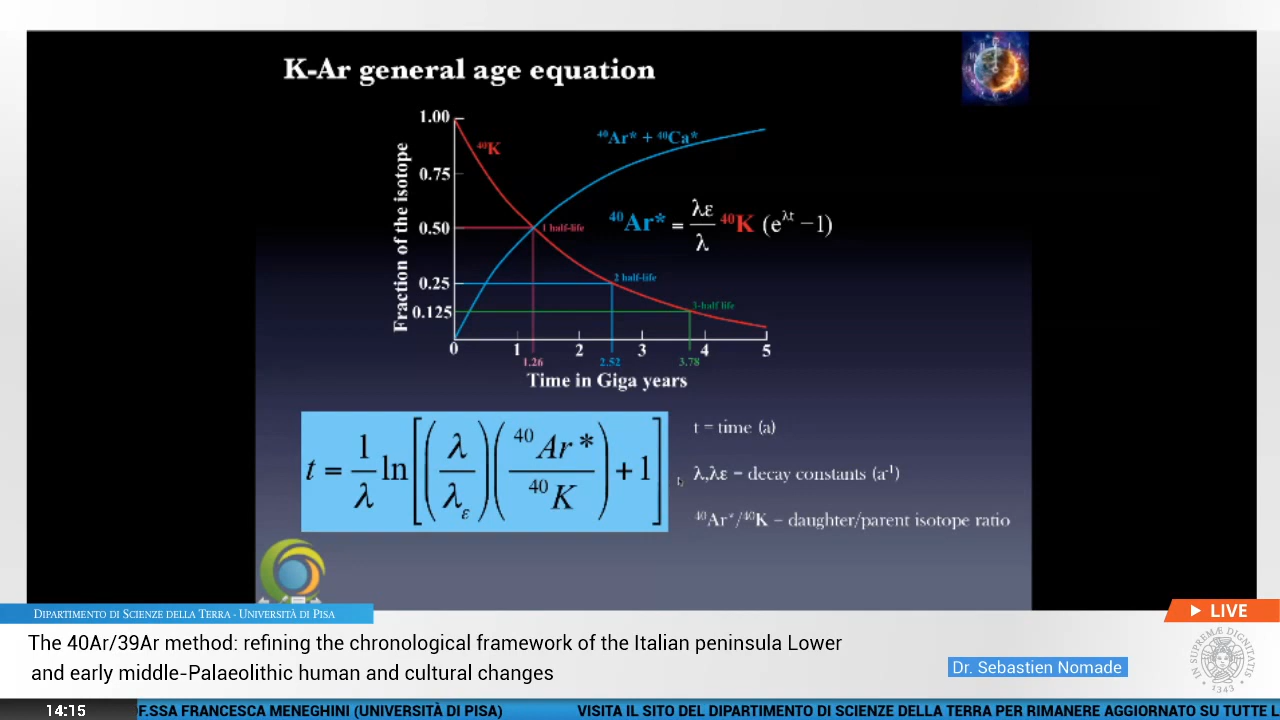 K-Ar general age equation
1.00
0.75
0.50
0.25
0.125
Fraction of the isotope
⁴⁰K
⁴⁰Ar* + ⁴⁰Ca*
1 half-life
2 half-life
3-half life
⁴⁰Ar* = λε/λ ⁴⁰K (e^λt −1)
0 1 2 3 4 5
1.26 2.52 3.78
Time in Giga years
t = 1/λ ln[(λ/λε)(⁴⁰Ar*/⁴⁰K)+1]
t = time (a)
λ,λε = decay constants (a⁻¹)
⁴⁰Ar*/⁴⁰K = daughter/parent isotope ratio
DIPARTIMENTO DI SCIENZE DELLA TERRA - UNIVERSITÀ DI PISA
LIVE
The 40Ar/39Ar method: refining the chronological framework of the Italian peninsula Lower
and early middle-Palaeolithic human and cultural changes
Dr. Sebastien Nomade
IN SUPREMÆ DIGNITATIS
1343
14:15
F.SSA FRANCESCA MENEGHINI (UNIVERSITÀ DI PISA) VISITA IL SITO DEL DIPARTIMENTO DI SCIENZE DELLA TERRA PER RIMANERE AGGIORNATO SU TUTTE L